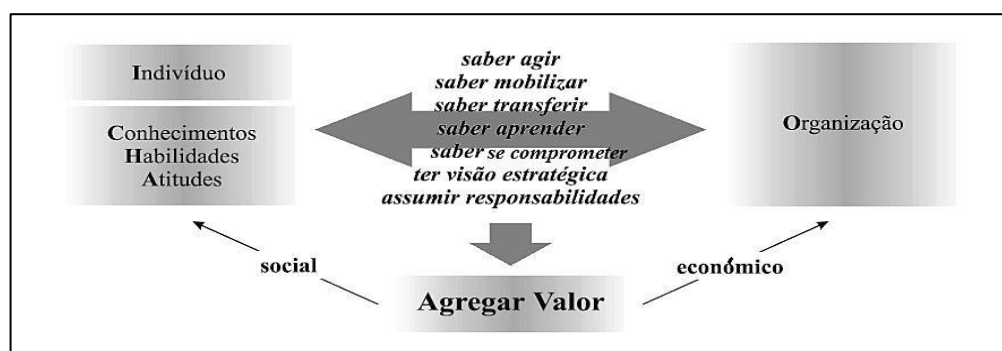 Indivíduo
Conhecimentos
Habilidades
Atitudes
saber agir
saber mobilizar
saber transferir
saber aprender
saber se comprometer
ter visão estratégica
assumir responsabilidades
Organização
social
económico
Agregar Valor